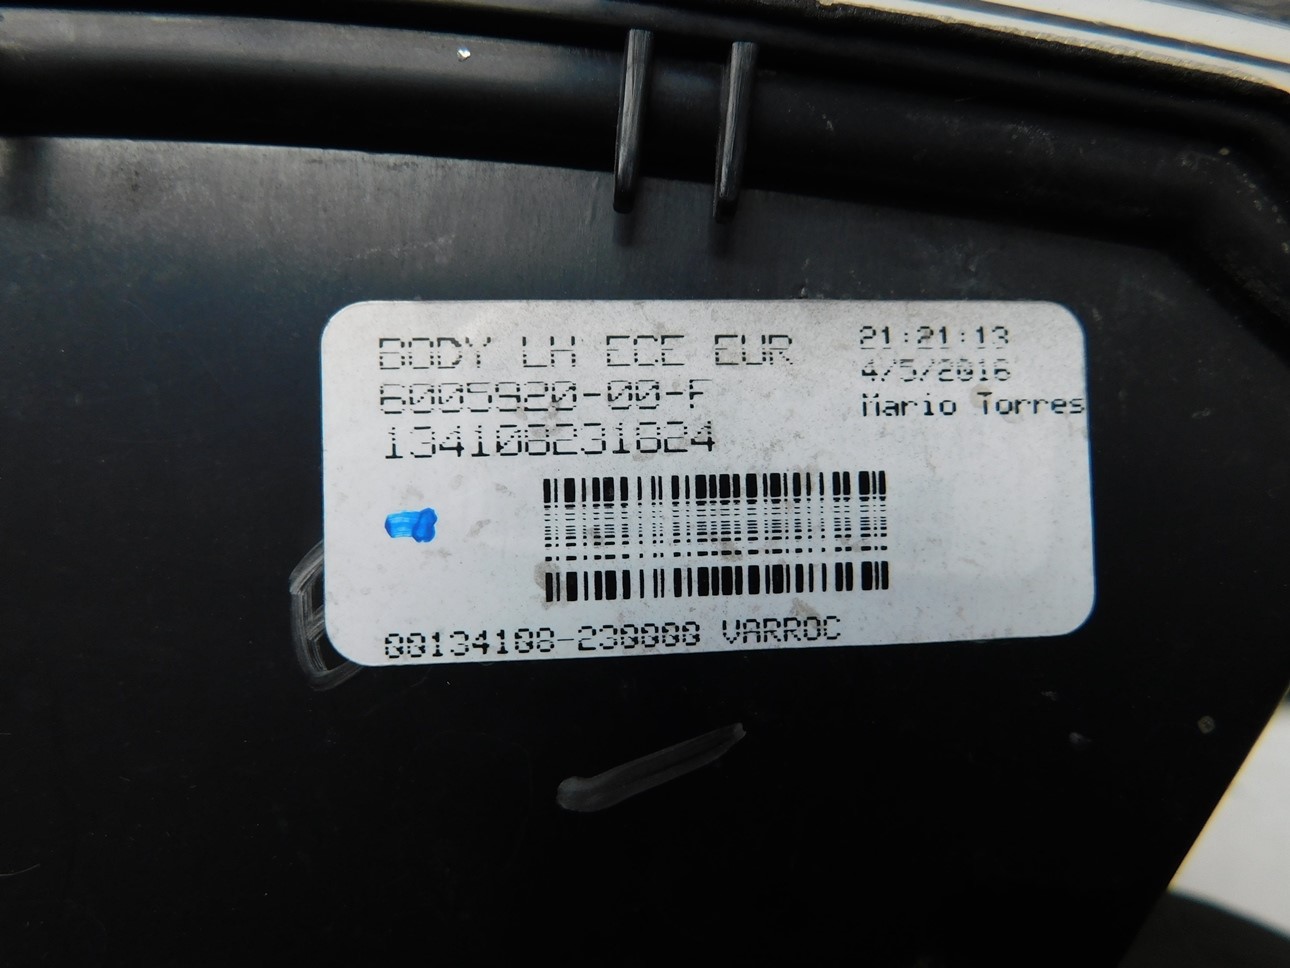 BODY LH ECE EUR
21:21:13
6005920-00-F
4/5/2016
Mario Torres
134108231624
00134108-230000 VARROC